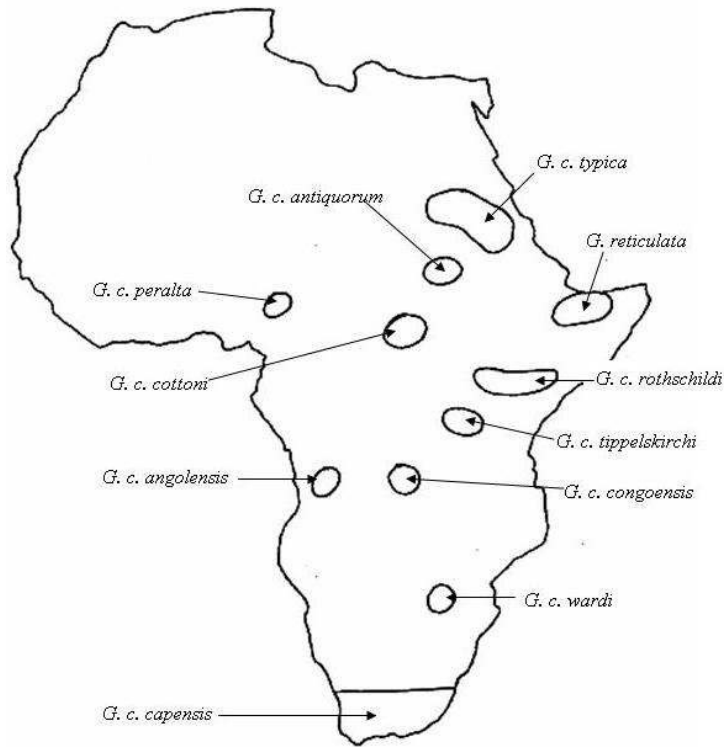 G. c. typica
G. c. antiquorum
G. reticulata
G. c. peralta
G. c. cottoni
G. c. rothschildi
G. c. tippelskirchi
G. c. angolensis
G. c. congoensis
G. c. wardi
G. c. capensis